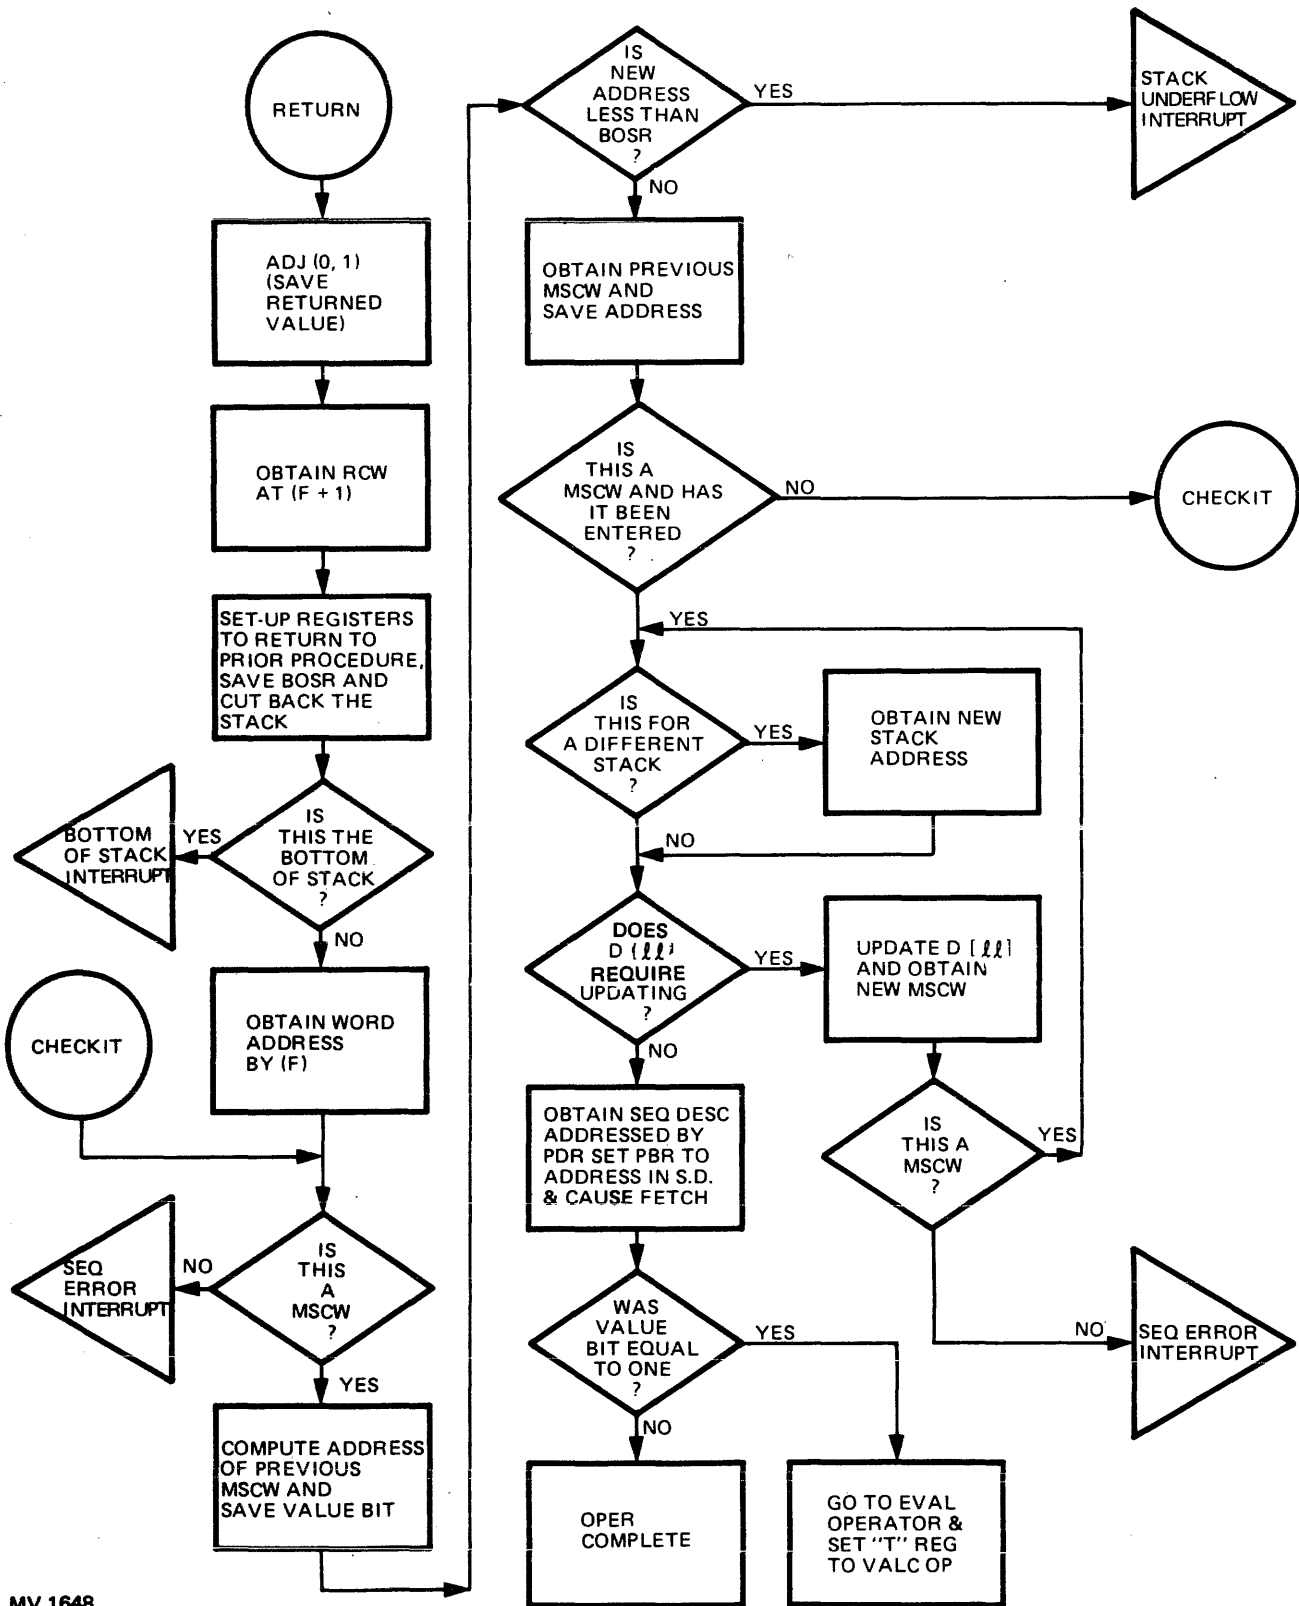 RETURN
ADJ (0, 1)
(SAVE
RETURNED
VALUE)
OBTAIN RCW
AT (F + 1)
SET-UP REGISTERS
TO RETURN TO
PRIOR PROCEDURE,
SAVE BOSR AND
CUT BACK THE
STACK
IS
THIS THE
BOTTOM
OF STACK
?
YES
BOTTOM
OF STACK
INTERRUPT
NO
OBTAIN WORD
ADDRESS
BY (F)
CHECKIT
IS
THIS
A
MSCW
?
NO
SEQ
ERROR
INTERRUPT
YES
COMPUTE ADDRESS
OF PREVIOUS
MSCW AND
SAVE VALUE BIT
IS
NEW
ADDRESS
LESS THAN
BOSR
?
YES
STACK
UNDERFLOW
INTERRUPT
NO
OBTAIN PREVIOUS
MSCW AND
SAVE ADDRESS
IS
THIS A
MSCW AND HAS
IT BEEN
ENTERED
?
NO
CHECKIT
YES
YES
IS
THIS FOR
A DIFFERENT
STACK
?
YES
OBTAIN NEW
STACK
ADDRESS
NO
DOES
D [ℓℓ]
REQUIRE
UPDATING
?
YES
UPDATE D [ℓℓ]
AND OBTAIN
NEW MSCW
NO
IS
THIS A
MSCW
?
YES
NO
SEQ ERROR
INTERRUPT
OBTAIN SEQ DESC
ADDRESSED BY
PDR SET PBR TO
ADDRESS IN S.D.
& CAUSE FETCH
WAS
VALUE
BIT EQUAL
TO ONE
?
YES
NO
OPER
COMPLETE
GO TO EVAL
OPERATOR &
SET "T" REG
TO VALC OP
MV 1648